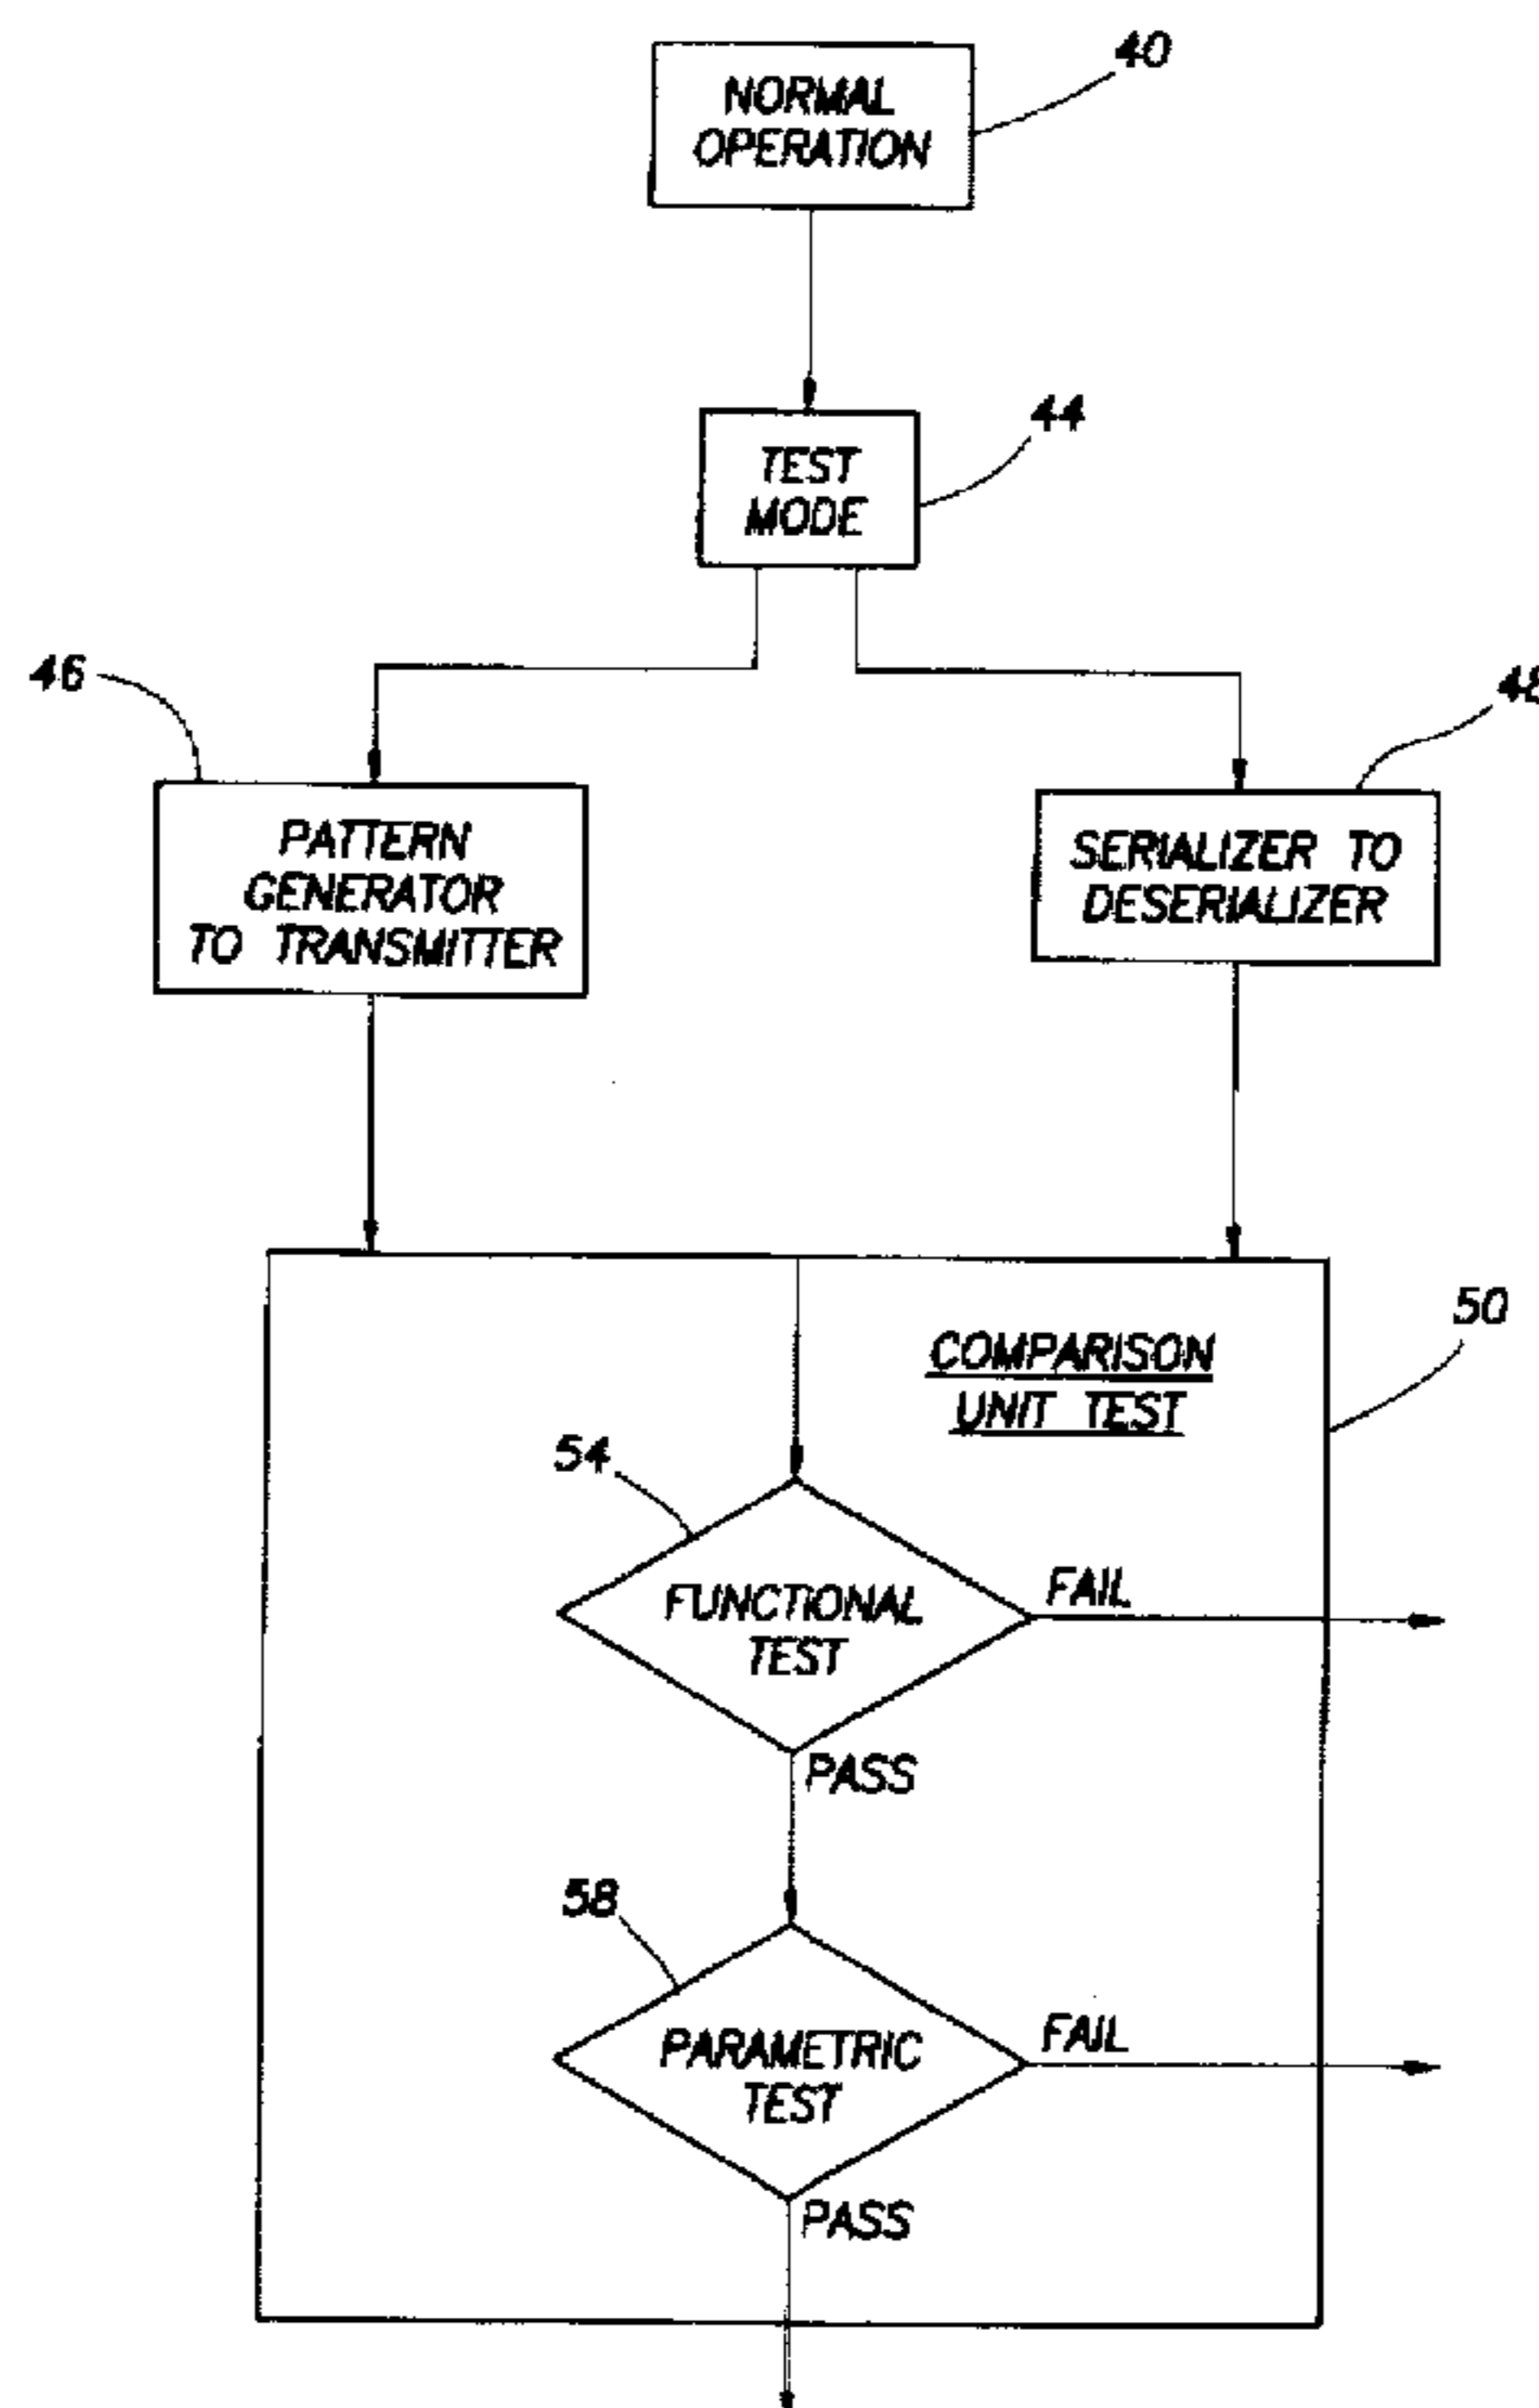 40
NORMAL
OPERATION
44
TEST
MODE
46
48
PATTERN
GENERATOR
TO TRANSMITTER
SERIALIZER TO
DESERIALIZER
50
COMPARISON
UNIT TEST
54
FUNCTIONAL
TEST
FAIL
PASS
58
PARAMETRIC
TEST
FAIL
PASS